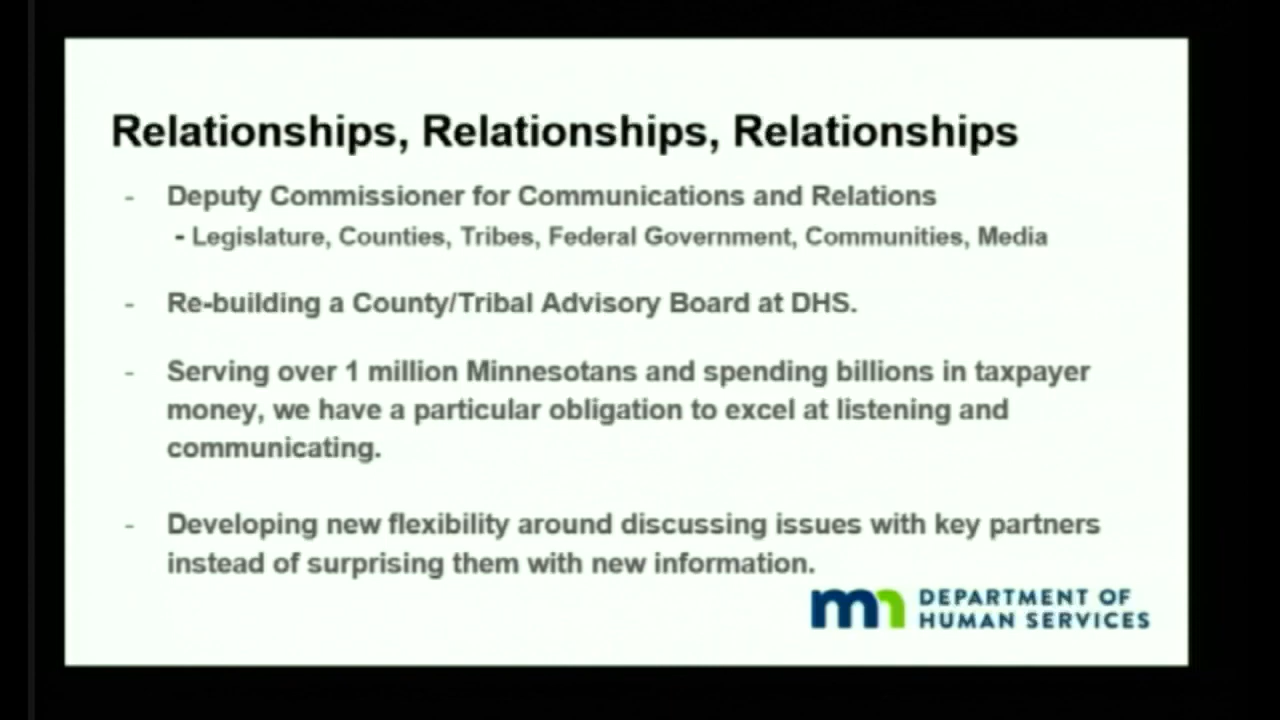 Relationships, Relationships, Relationships
- Deputy Commissioner for Communications and Relations
- Legislature, Counties, Tribes, Federal Government, Communities, Media
- Re-building a County/Tribal Advisory Board at DHS.
- Serving over 1 million Minnesotans and spending billions in taxpayer
money, we have a particular obligation to excel at listening and
communicating.
- Developing new flexibility around discussing issues with key partners
instead of surprising them with new information.
mn DEPARTMENT OF
HUMAN SERVICES